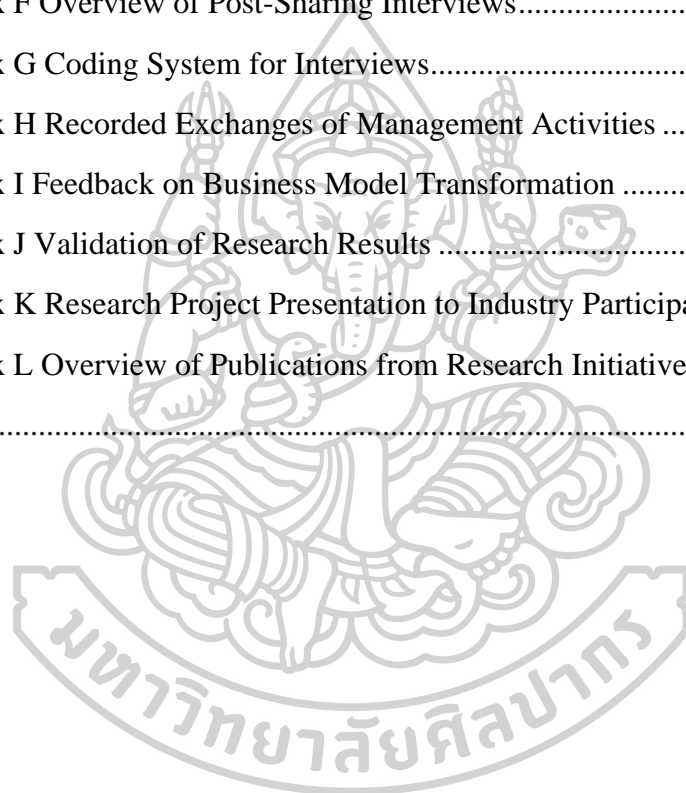 x F Overview of Post-Sharing Interviews......................
x G Coding System for Interviews...............................
x H Recorded Exchanges of Management Activities ...
x I Feedback on Business Model Transformation ........
x J Validation of Research Results ...............................
x K Research Project Presentation to Industry Participa
x L Overview of Publications from Research Initiative
................................................................................
มหาวิทยาลัยศิลปากร